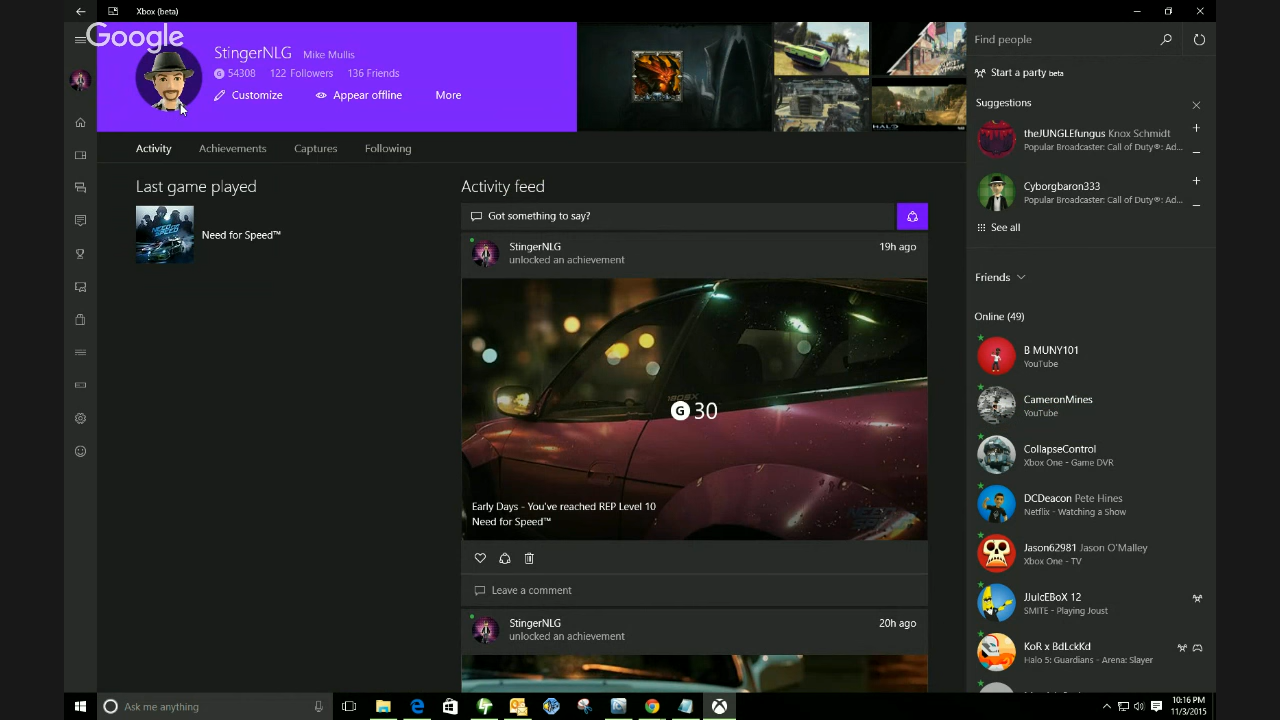 Xbox (beta)
Google
StingerNLG Mike Mullis
G 54308 122 Followers 136 Friends
Customize Appear offline More
HALO
Activity Achievements Captures Following
Last game played
Need for Speed™
Activity feed
Got something to say?
StingerNLG 19h ago
unlocked an achievement
G 30
Early Days - You've reached REP Level 10
Need for Speed™
Leave a comment
StingerNLG 20h ago
unlocked an achievement
Find people
Start a party beta
Suggestions
theJUNGLEfungus Knox Schmidt
Popular Broadcaster: Call of Duty®: Ad...
Cyborgbaron333
Popular Broadcaster: Call of Duty®: Ad...
See all
Friends
Online (49)
B MUNY101
YouTube
CameronMines
YouTube
CollapseControl
Xbox One - Game DVR
DCDeacon Pete Hines
Netflix - Watching a Show
Jason62981 Jason O'Malley
Xbox One - TV
JJuIcEBoX 12
SMITE - Playing Joust
KoR x BdLckKd
Halo 5: Guardians - Arena: Slayer
Ask me anything
10:16 PM
11/3/2015